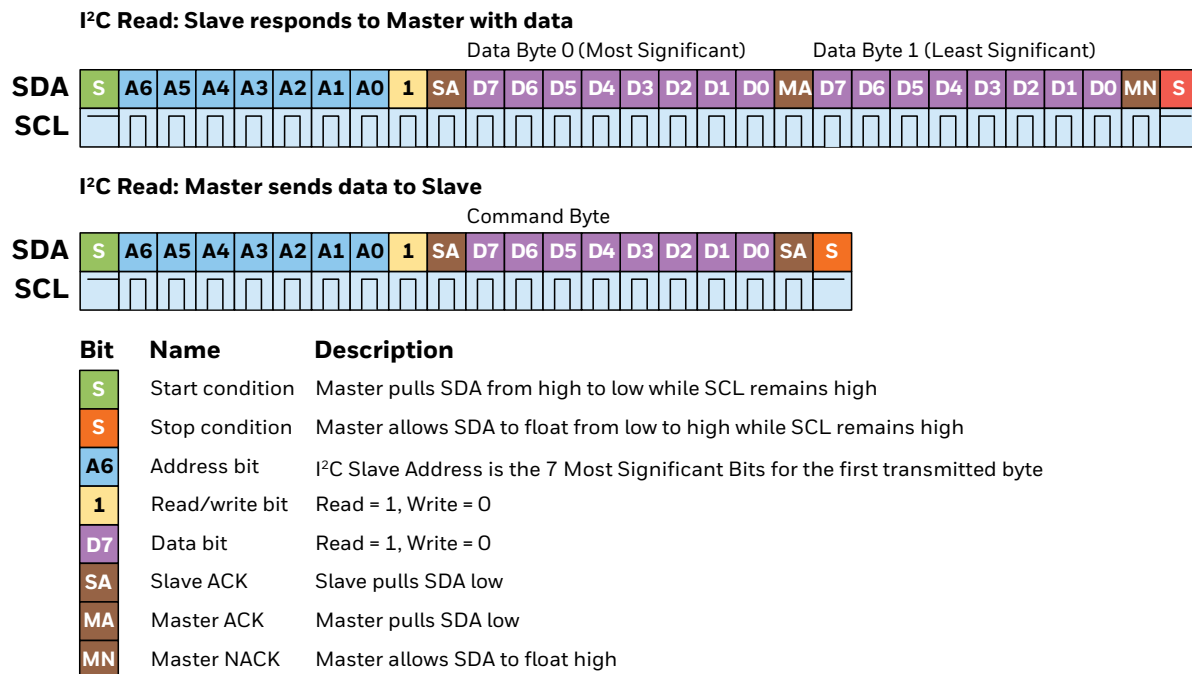 I²C Read: Slave responds to Master with data
Data Byte 0 (Most Significant) Data Byte 1 (Least Significant)
SDA S A6 A5 A4 A3 A2 A1 A0 1 SA D7 D6 D5 D4 D3 D2 D1 D0 MA D7 D6 D5 D4 D3 D2 D1 D0 MN S
SCL
I²C Read: Master sends data to Slave
Command Byte
SDA S A6 A5 A4 A3 A2 A1 A0 1 SA D7 D6 D5 D4 D3 D2 D1 D0 SA S
SCL
Bit Name Description
S Start condition Master pulls SDA from high to low while SCL remains high
S Stop condition Master allows SDA to float from low to high while SCL remains high
A6 Address bit I²C Slave Address is the 7 Most Significant Bits for the first transmitted byte
1 Read/write bit Read = 1, Write = 0
D7 Data bit Read = 1, Write = 0
SA Slave ACK Slave pulls SDA low
MA Master ACK Master pulls SDA low
MN Master NACK Master allows SDA to float high